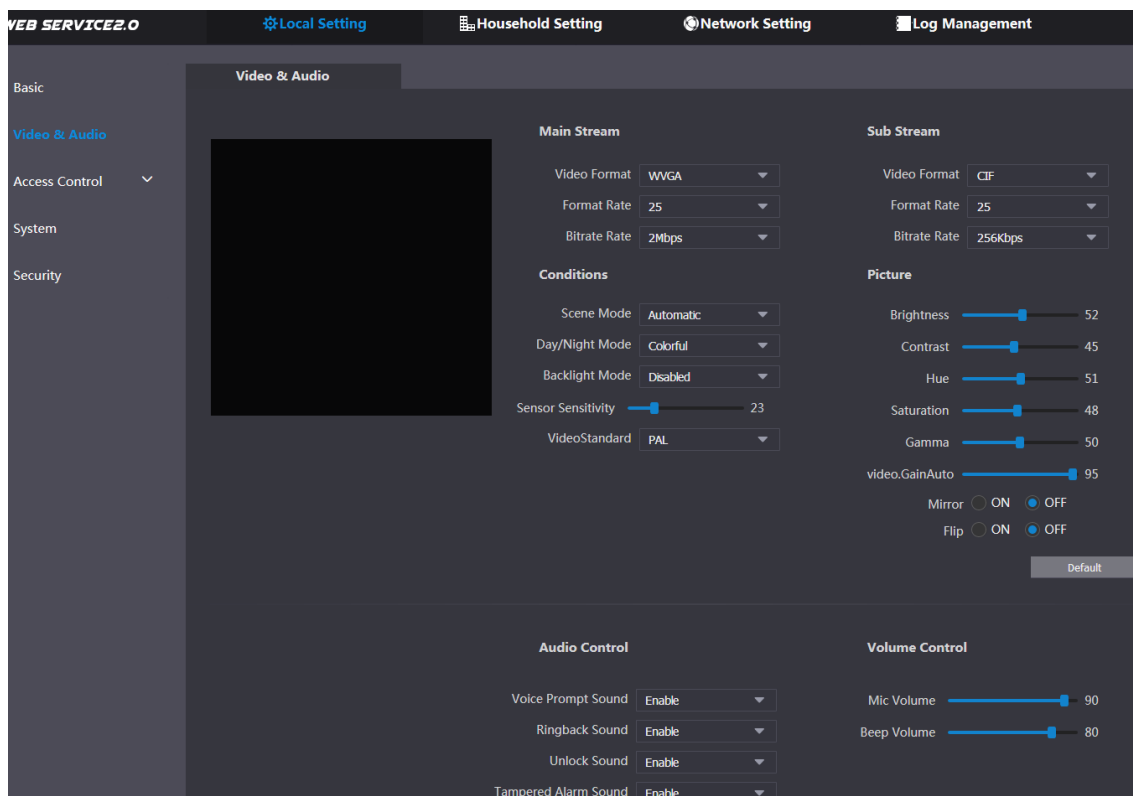 WEB SERVICE2.0
Local Setting
Household Setting
Network Setting
Log Management
Basic
Video & Audio
Access Control
System
Security
Video & Audio
Main Stream
Video Format WVGA
Format Rate 25
Bitrate Rate 2Mbps
Sub Stream
Video Format CIF
Format Rate 25
Bitrate Rate 256Kbps
Conditions
Scene Mode Automatic
Day/Night Mode Colorful
Backlight Mode Disabled
Sensor Sensitivity 23
VideoStandard PAL
Picture
Brightness 52
Contrast 45
Hue 51
Saturation 48
Gamma 50
video.GainAuto 95
Mirror ON OFF
Flip ON OFF
Default
Audio Control
Voice Prompt Sound Enable
Ringback Sound Enable
Unlock Sound Enable
Tampered Alarm Sound Enable
Volume Control
Mic Volume 90
Beep Volume 80